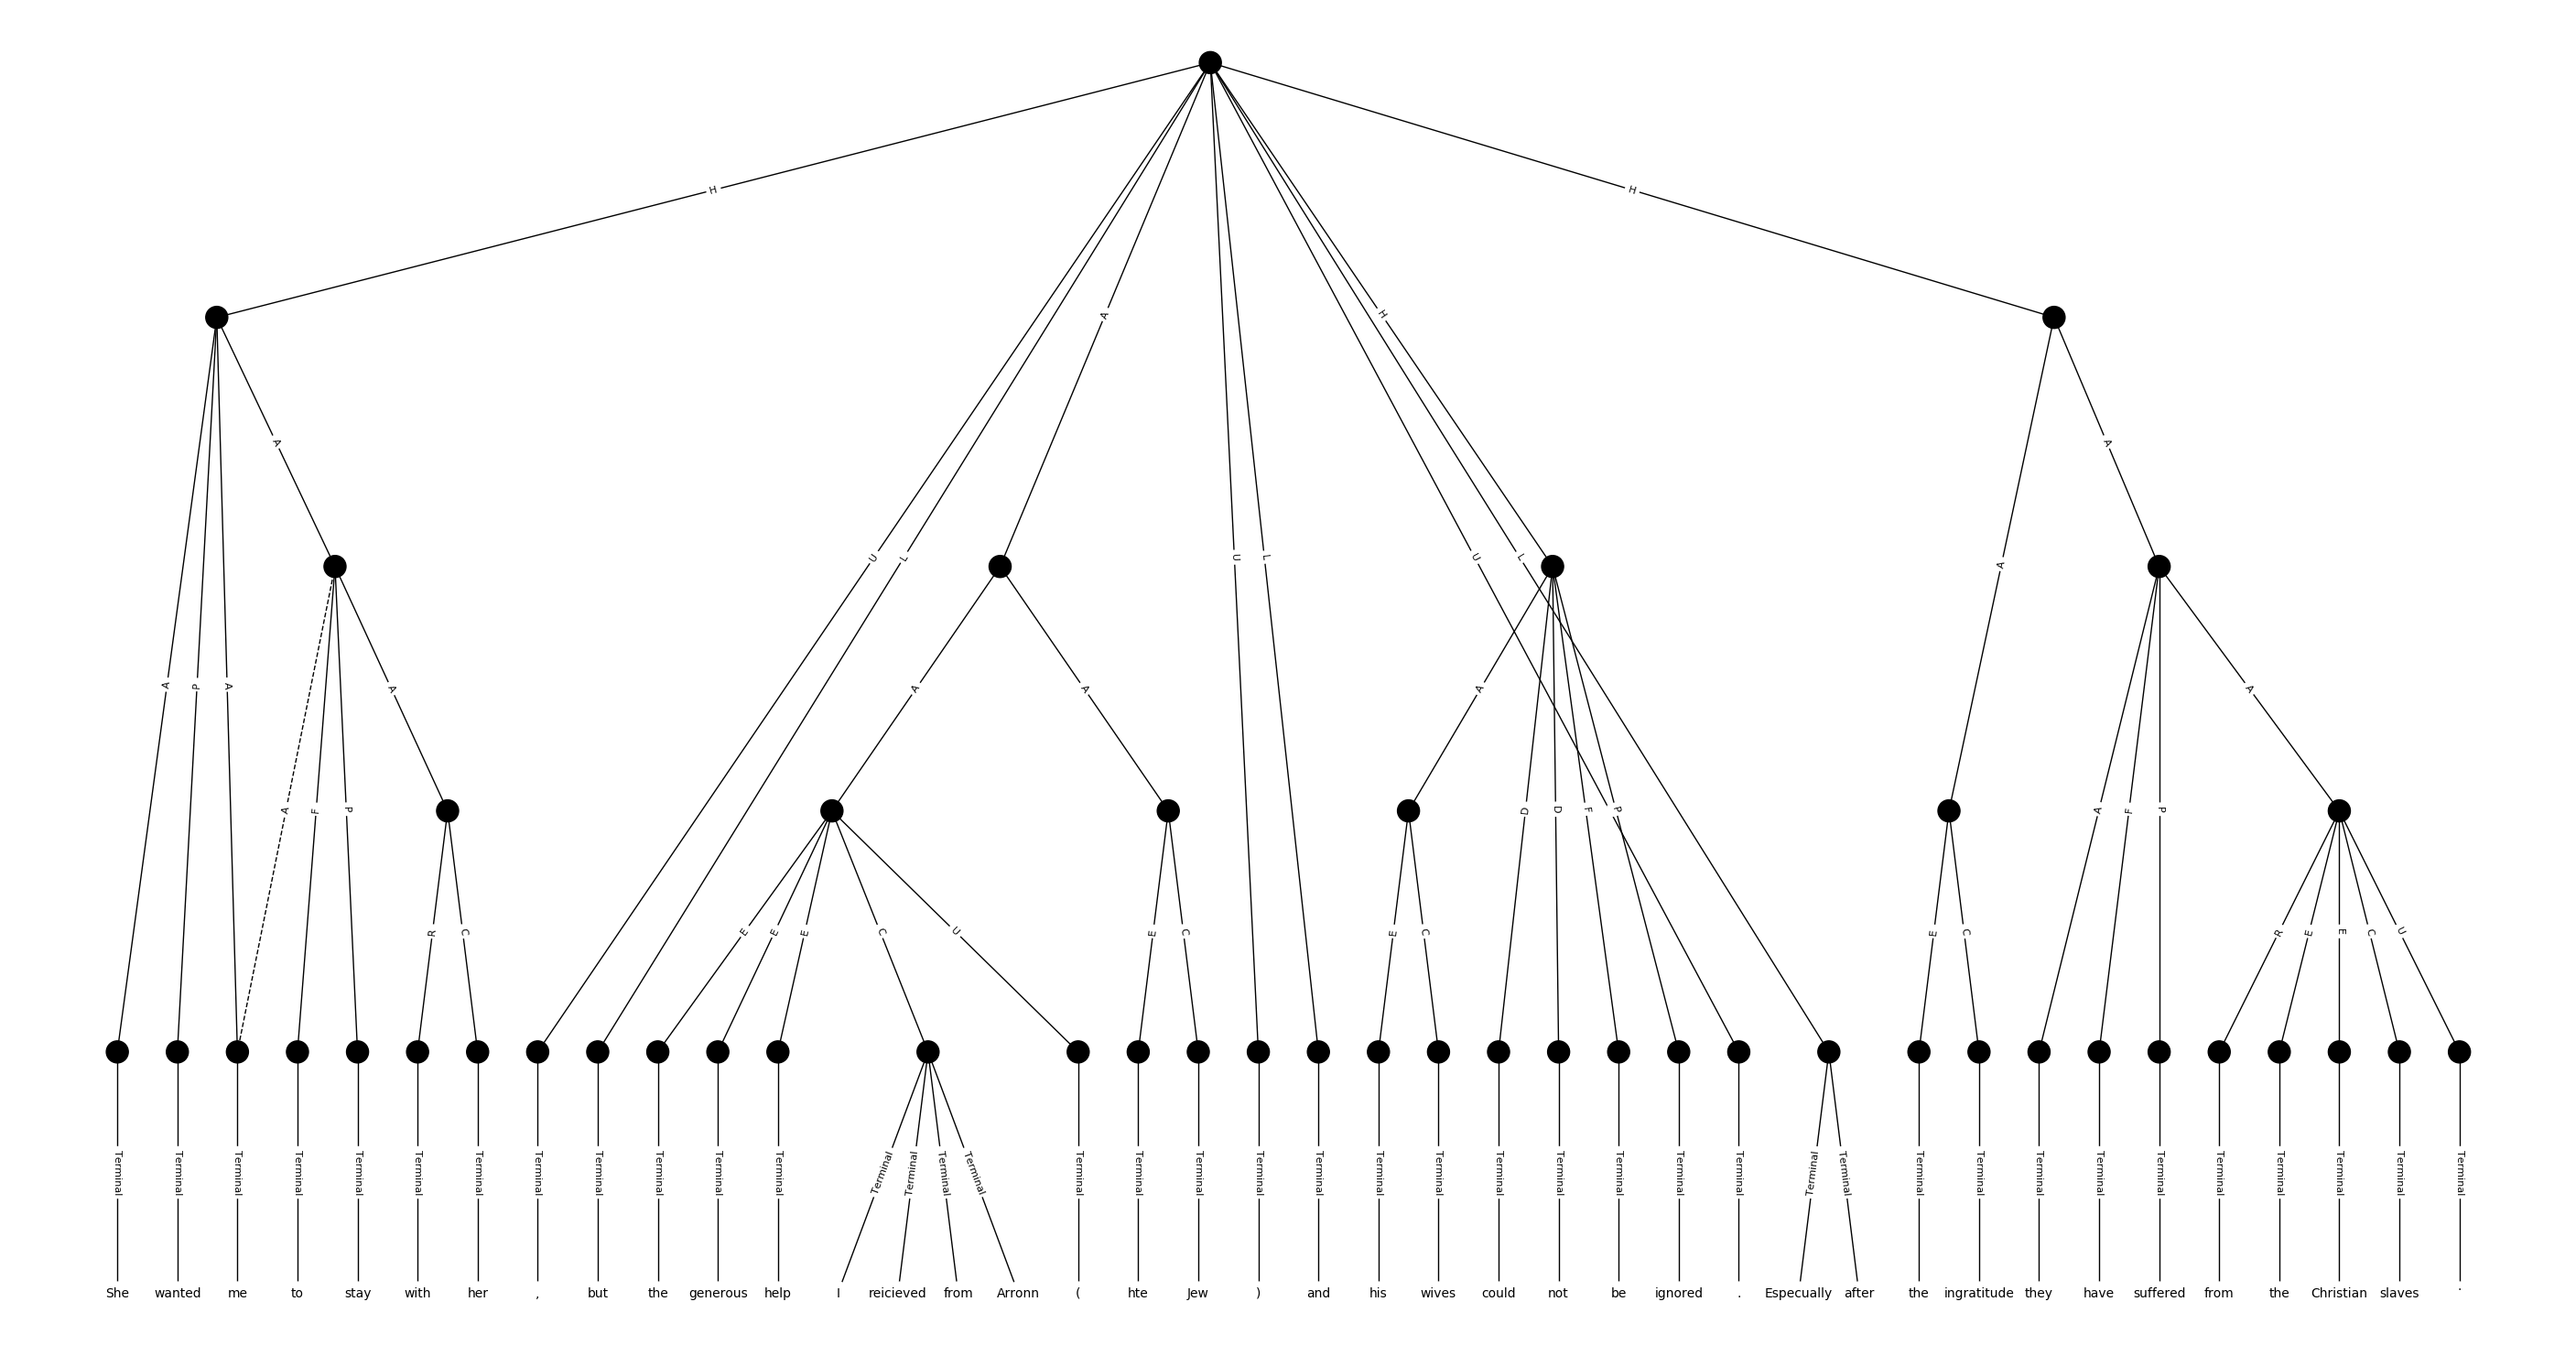 H H
A H
A A
U L U L U L A
A P A A A A
A F P D D F P A F P
R C E E E C U E C E C E C R E E C U
Terminal Terminal Terminal Terminal Terminal Terminal Terminal Terminal Terminal Terminal Terminal Terminal Terminal Terminal Terminal Terminal Terminal Terminal Terminal Terminal Terminal Terminal Terminal Terminal Terminal Terminal Terminal Terminal Terminal Terminal Terminal Terminal Terminal Terminal Terminal Terminal Terminal Terminal Terminal Terminal
She wanted me to stay with her , but the generous help I reicieved from Arronn ( hte Jew ) and his wives could not be ignored . Especually after the ingratitude they have suffered from the Christian slaves .